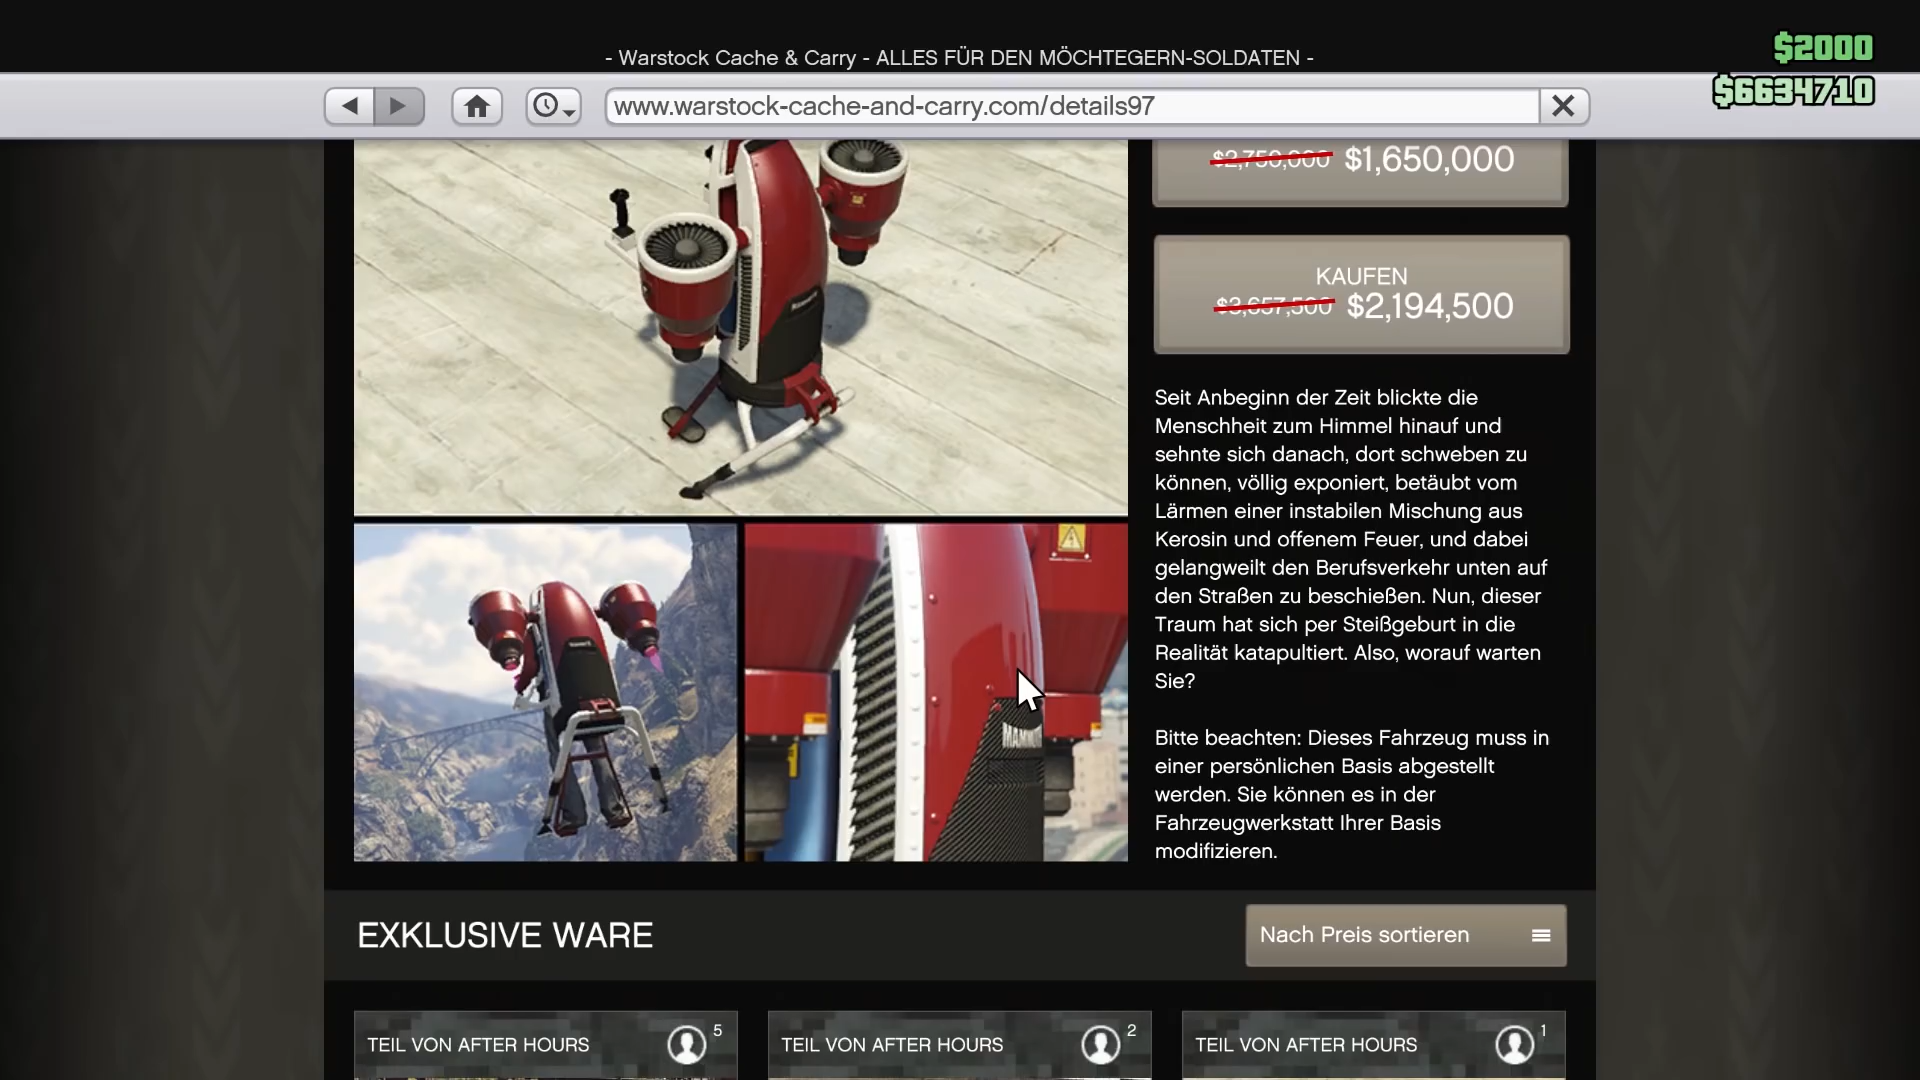 - Warstock Cache & Carry - ALLES FÜR DEN MÖCHTEGERN-SOLDATEN -
$2000
$6634710
www.warstock-cache-and-carry.com/details97
$2,750,000 $1,650,000
KAUFEN
$3,657,500 $2,194,500
Seit Anbeginn der Zeit blickte die
Menschheit zum Himmel hinauf und
sehnte sich danach, dort schweben zu
können, völlig exponiert, betäubt vom
Lärmen einer instabilen Mischung aus
Kerosin und offenem Feuer, und dabei
gelangweilt den Berufsverkehr unten auf
den Straßen zu beschießen. Nun, dieser
Traum hat sich per Steißgeburt in die
Realität katapultiert. Also, worauf warten
Sie?
Bitte beachten: Dieses Fahrzeug muss in
einer persönlichen Basis abgestellt
werden. Sie können es in der
Fahrzeugwerkstatt Ihrer Basis
modifizieren.
EXKLUSIVE WARE
Nach Preis sortieren
TEIL VON AFTER HOURS 5
TEIL VON AFTER HOURS 2
TEIL VON AFTER HOURS 1